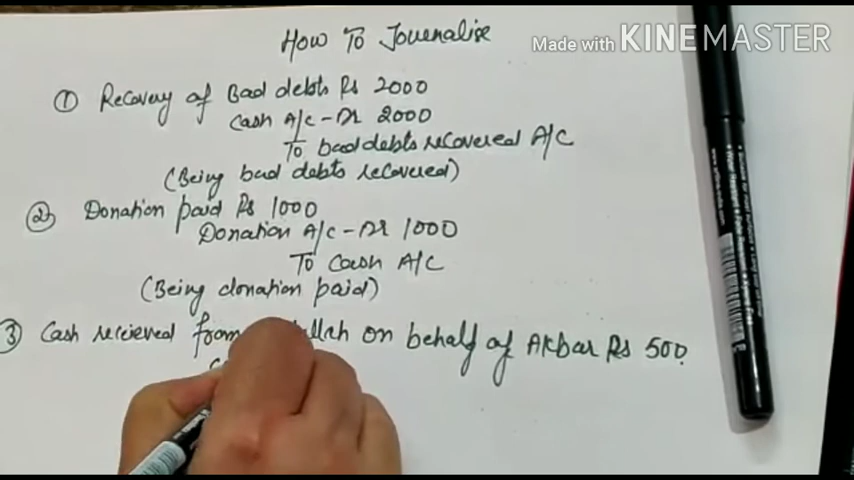 How To Journalise
Made with KINEMASTER
① Recovery of Bad debts Rs 2000
Cash A/C - Dr 2000
To bad debts recovered A/C
(Being bad debts recovered)
② Donation paid Rs 1000
Donation A/C - Dr 1000
To Cash A/C
(Being donation paid)
③ Cash recieved from on behalf of Akbar Rs 500.